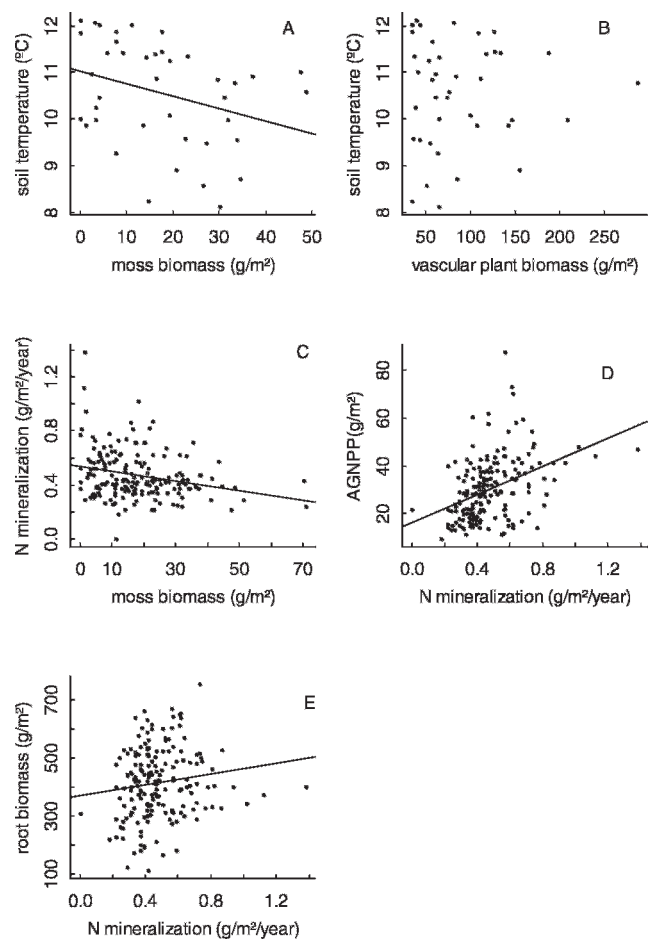 A
soil temperature (ºC)
8 9 10 11 12
0 10 20 30 40 50
moss biomass (g/m²)
B
soil temperature (ºC)
8 9 10 11 12
50 100 150 200 250
vascular plant biomass (g/m²)
C
N mineralization (g/m²/year)
0.0 0.4 0.8 1.2
0 10 20 30 40 50 60 70
moss biomass (g/m²)
D
AGNPP(g/m²)
20 40 60 80
0.0 0.4 0.8 1.2
N mineralization (g/m²/year)
E
root biomass (g/m²)
100 300 500 700
0.0 0.4 0.8 1.2
N mineralization (g/m²/year)